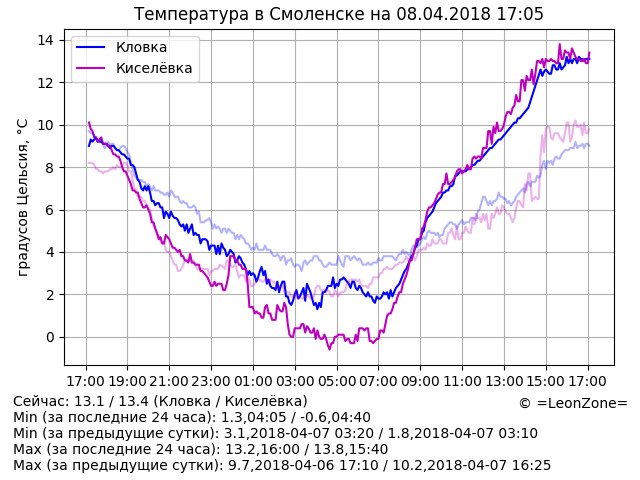 Температура в Смоленске на 08.04.2018 17:05
Кловка
Киселёвка
градусов Цельсия, °C
14
12
10
8
6
4
2
0
17:00 19:00 21:00 23:00 01:00 03:00 05:00 07:00 09:00 11:00 13:00 15:00 17:00
Сейчас: 13.1 / 13.4 (Кловка / Киселёвка)
© =LeonZone=
Min (за последние 24 часа): 1.3,04:05 / -0.6,04:40
Min (за предыдущие сутки): 3.1,2018-04-07 03:20 / 1.8,2018-04-07 03:10
Max (за последние 24 часа): 13.2,16:00 / 13.8,15:40
Max (за предыдущие сутки): 9.7,2018-04-06 17:10 / 10.2,2018-04-07 16:25